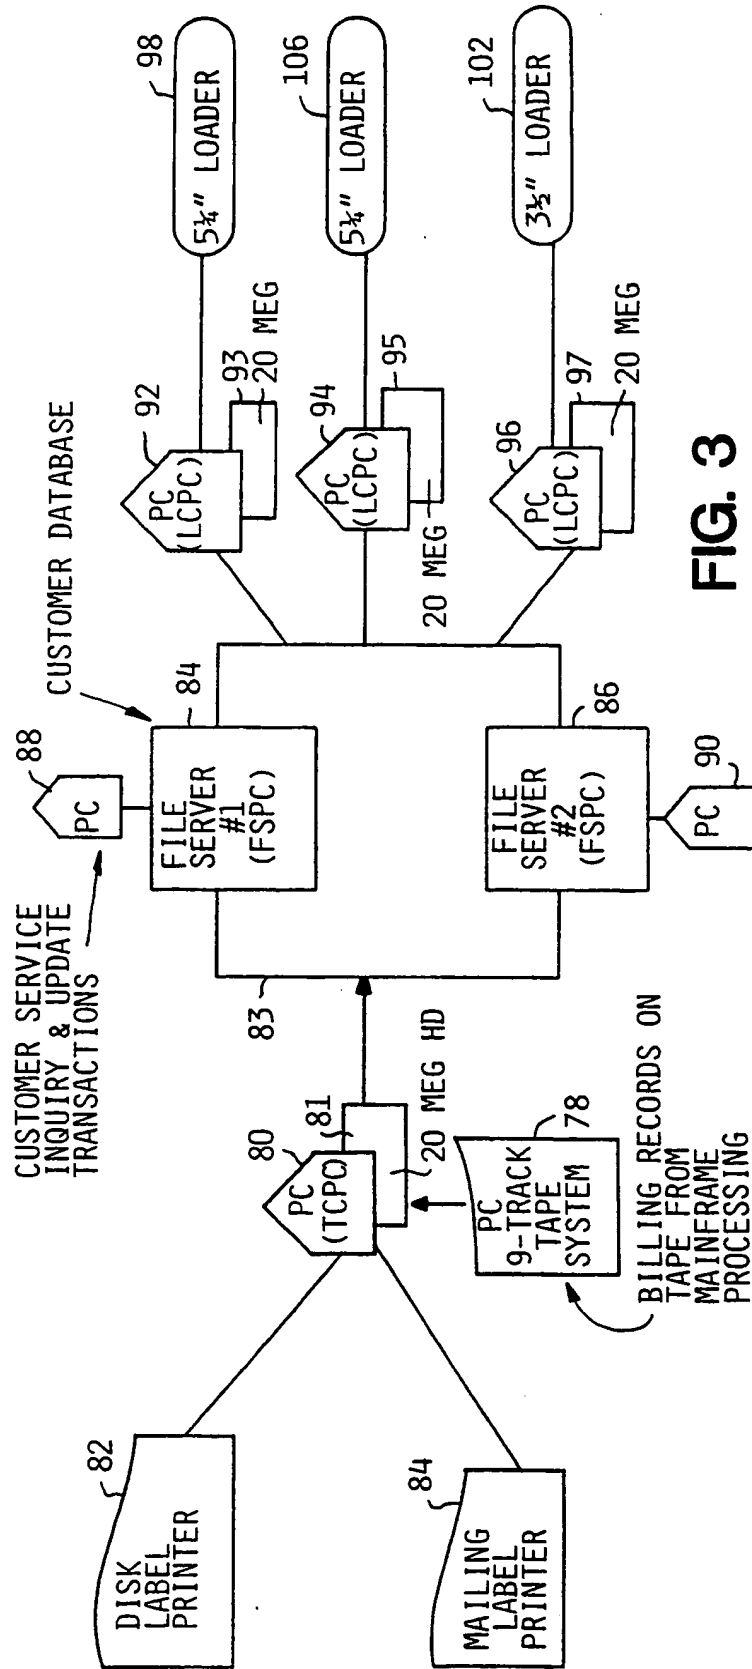 DISK
LABEL
PRINTER
82
MAILING
LABEL
PRINTER
84
PC
(TCPC)
80
81
20 MEG HD
PC
9-TRACK
TAPE
SYSTEM
78
BILLING RECORDS ON
TAPE FROM
MAINFRAME
PROCESSING
CUSTOMER SERVICE
INQUIRY & UPDATE
TRANSACTIONS
83
PC
88
FILE
SERVER
#1
(FSPC)
84
CUSTOMER DATABASE
FILE
SERVER
#2
(FSPC)
86
PC
90
PC
(LCPC)
92
93
20 MEG
PC
(LCPC)
94
95
20 MEG
PC
(LCPC)
96
97
20 MEG
5¼" LOADER
98
5¼" LOADER
106
3½" LOADER
102
FIG. 3